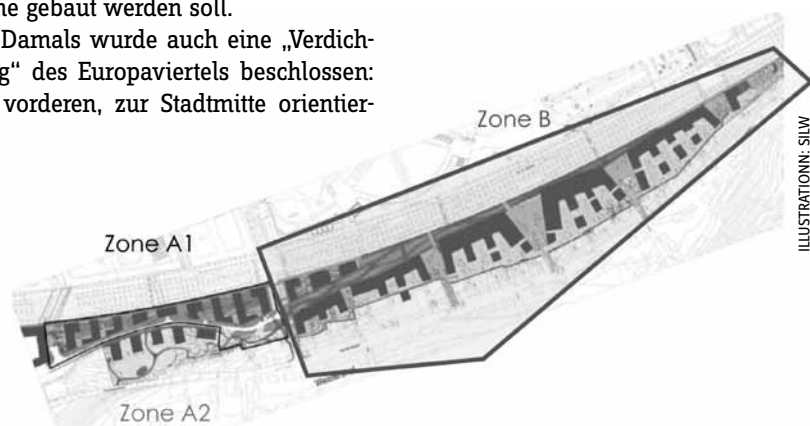 ne gebaut werden soll.
Damals wurde auch eine „Verdich-
g“ des Europaviertels beschlossen:
vorderen, zur Stadtmitte orientier-
Zone B
Zone A1
Zone A2
ILLUSTRATIONN: SILW